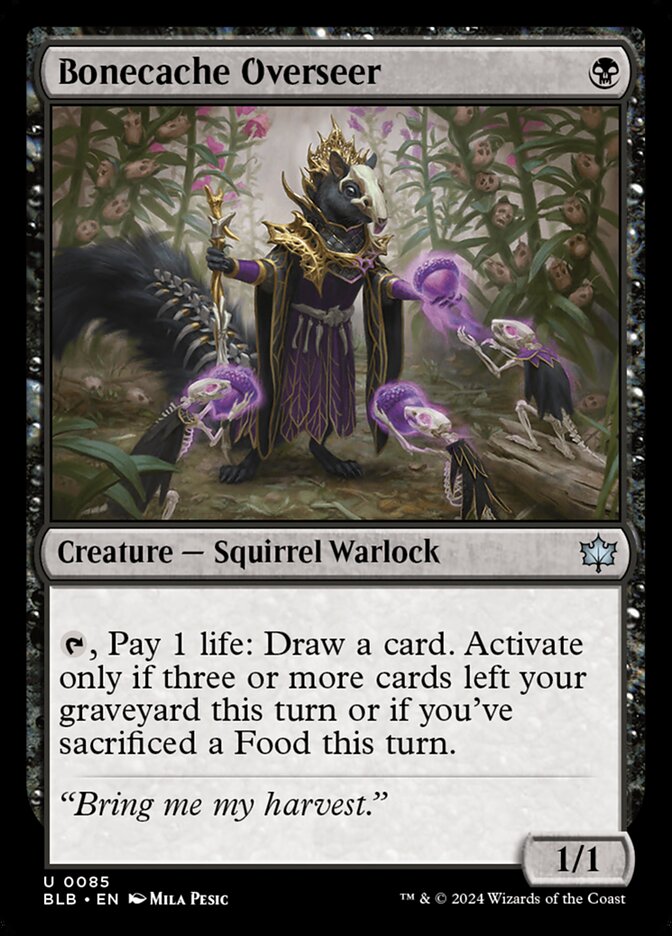 Bonecache Overseer
Creature — Squirrel Warlock
, Pay 1 life: Draw a card. Activate
only if three or more cards left your
graveyard this turn or if you've
sacrificed a Food this turn.
"Bring me my harvest."
1/1
U 0085
BLB • EN Mila Pesic
™ & © 2024 Wizards of the Coast